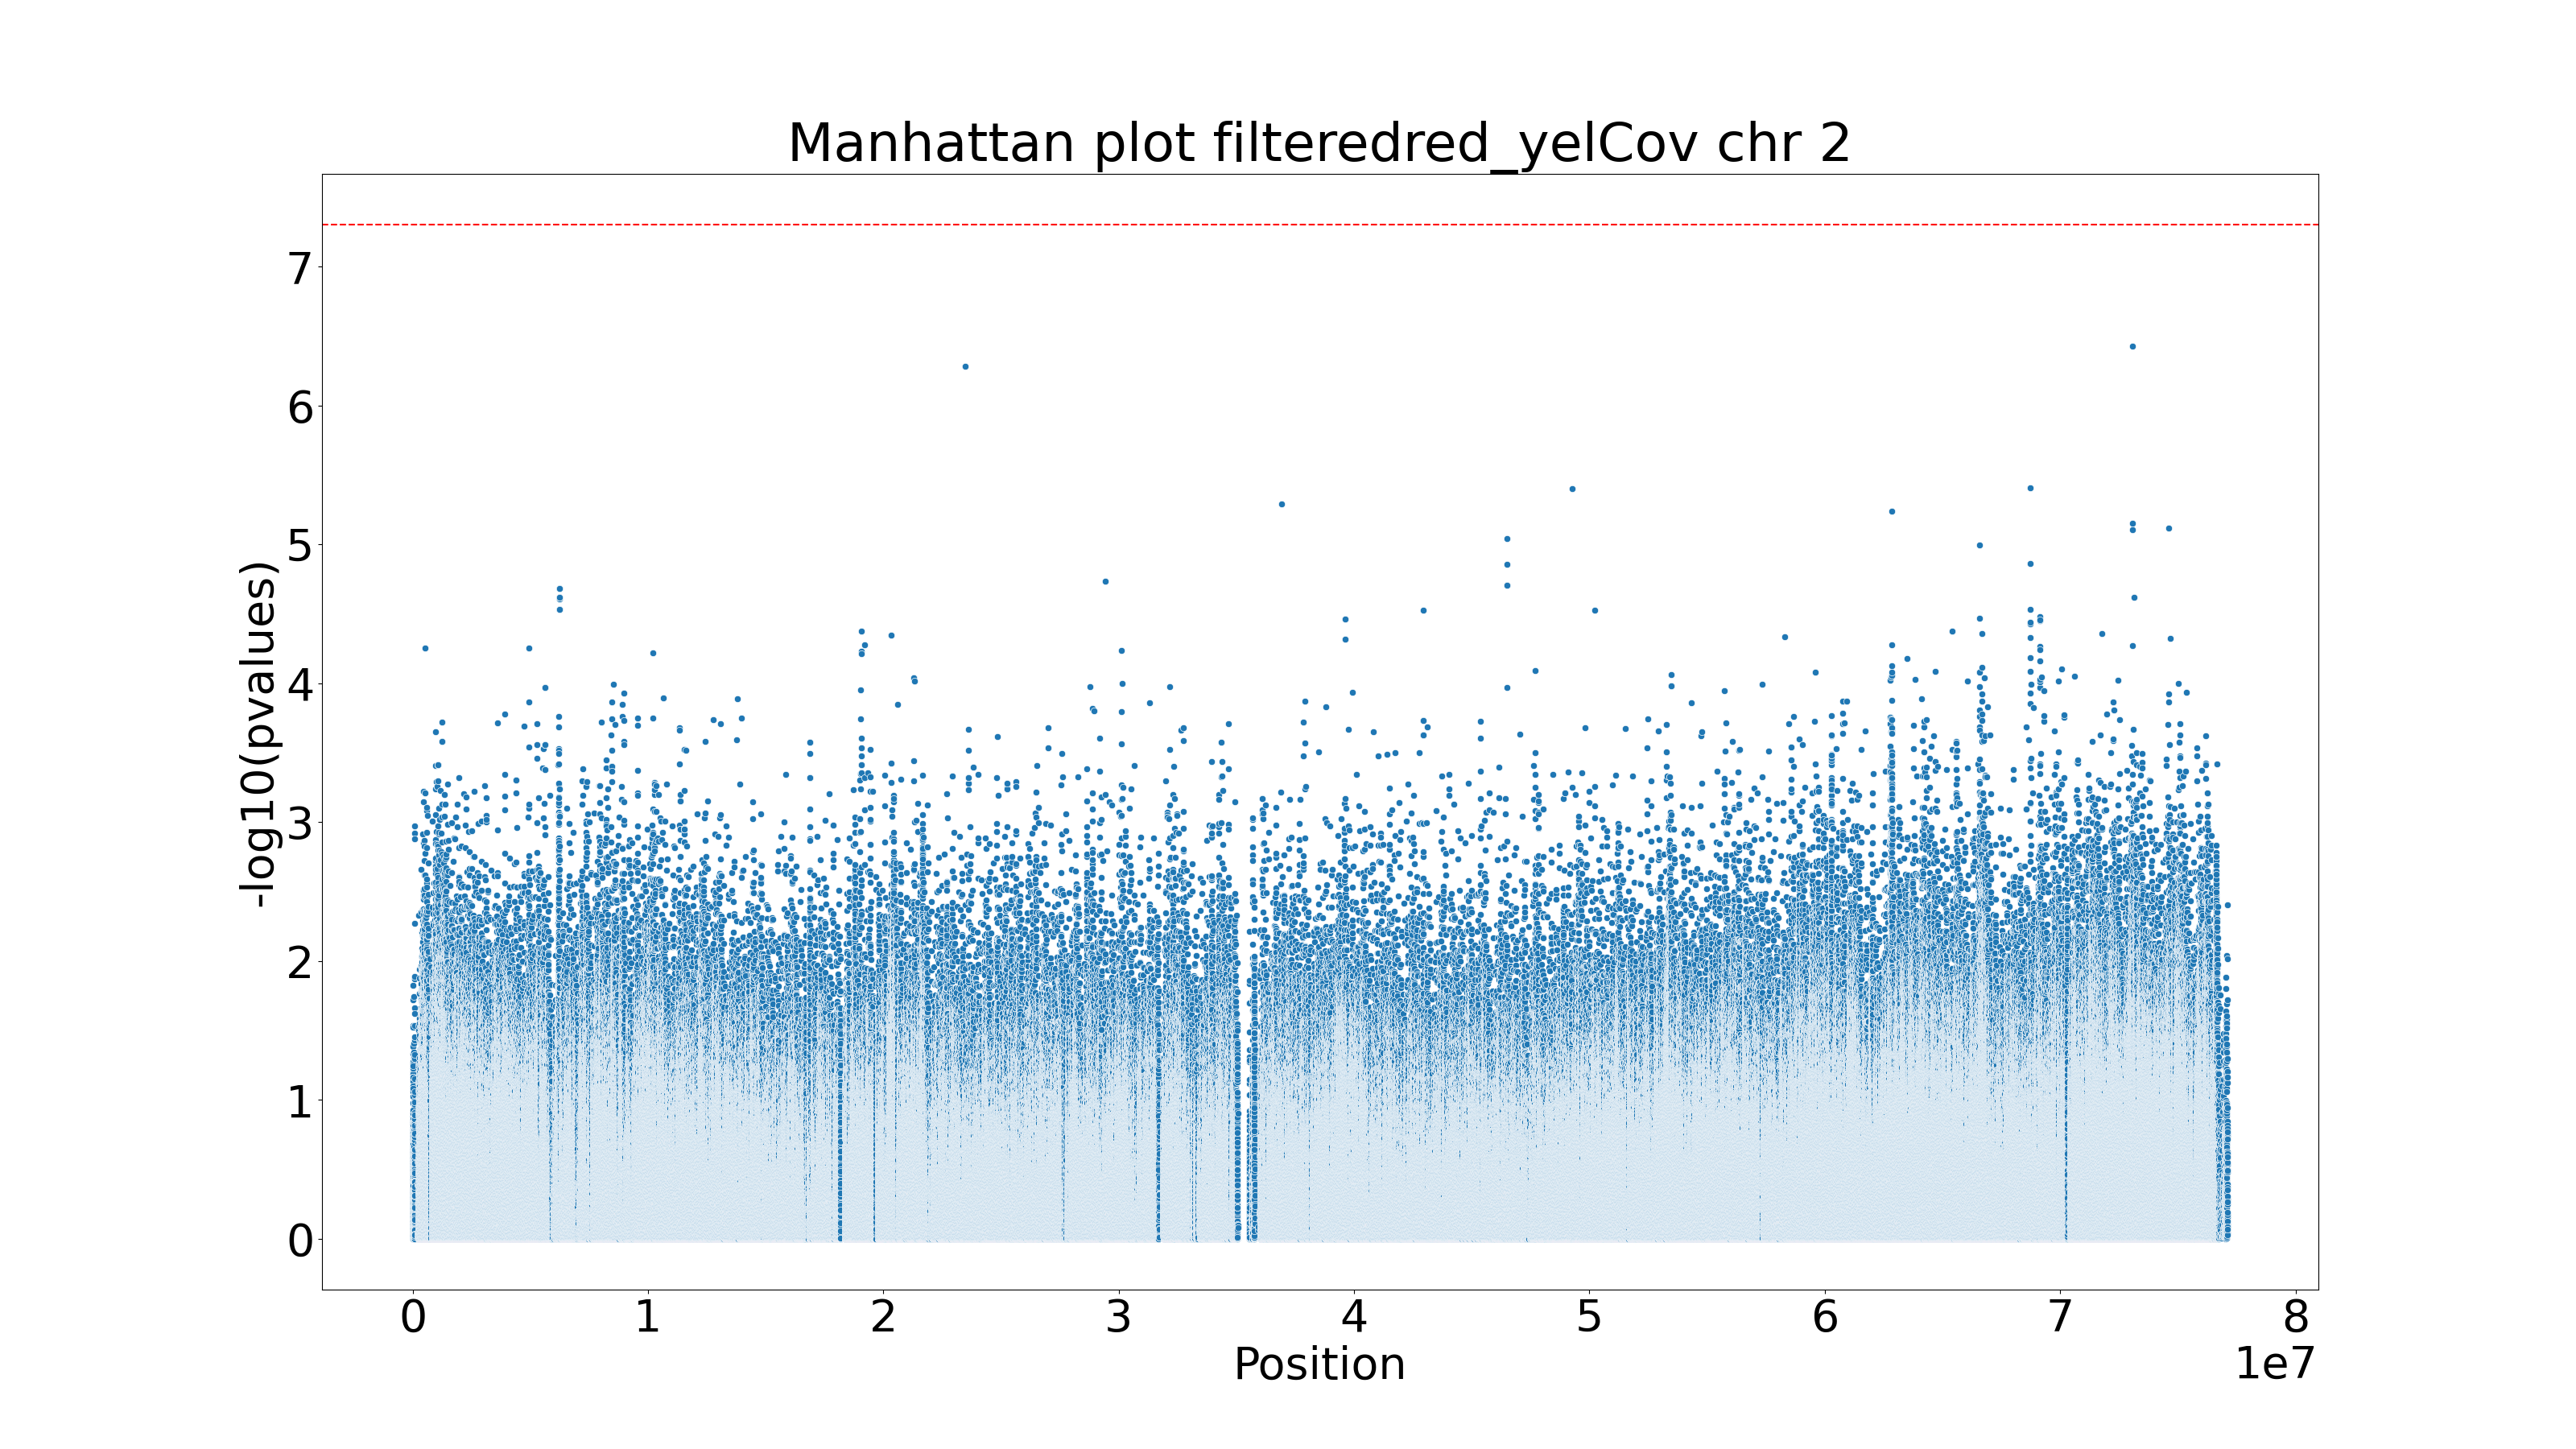 Manhattan plot filteredred_yelCov chr 2
-log10(pvalues)
7
6
5
4
3
2
1
0
0 1 2 3 4 5 6 7 8
1e7
Position